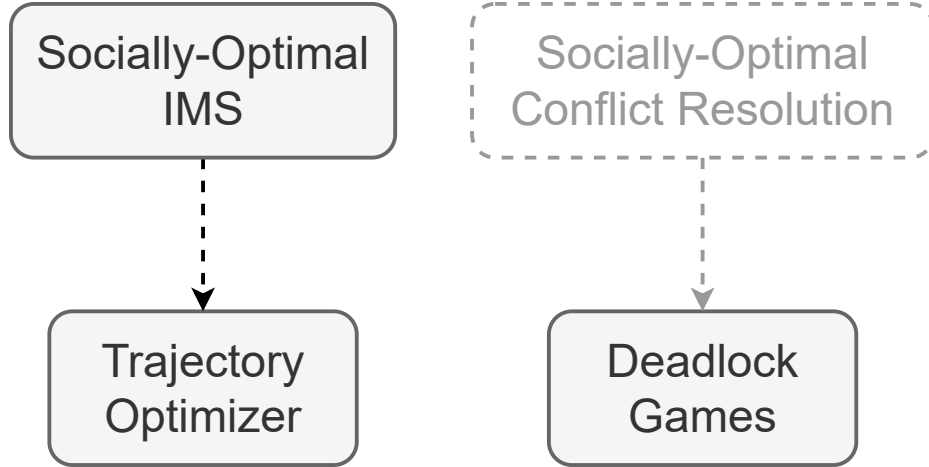 Socially-Optimal
IMS
Socially-Optimal
Conflict Resolution
Trajectory
Optimizer
Deadlock
Games